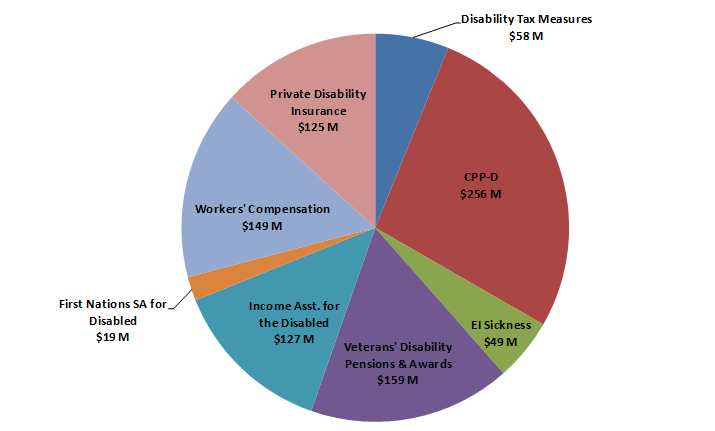 Disability Tax Measures
$58 M
CPP-D
$256 M
EI Sickness
$49 M
Veterans' Disability
Pensions & Awards
$159 M
Income Asst. for
the Disabled
$127 M
First Nations SA for
Disabled
$19 M
Workers' Compensation
$149 M
Private Disability
Insurance
$125 M